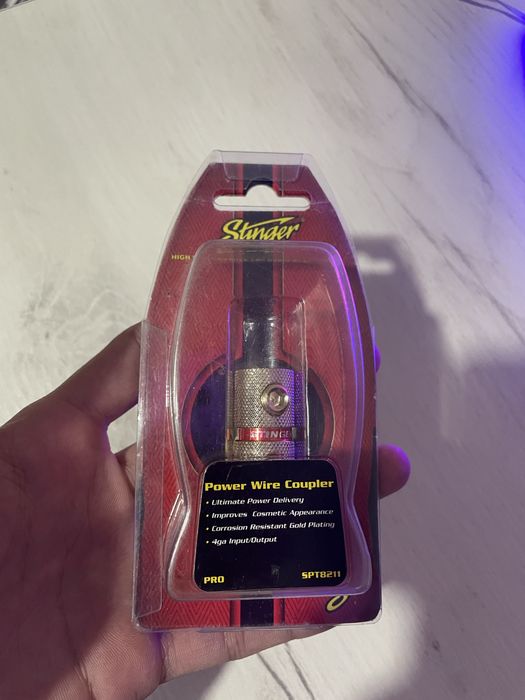 Stinger
HIGH
STINGE
Power Wire Coupler
• Ultimate Power Delivery
• Improves Cosmetic Appearance
• Corrosion Resistant Gold Plating
• 4ga Input/Output
PRO SPT8211